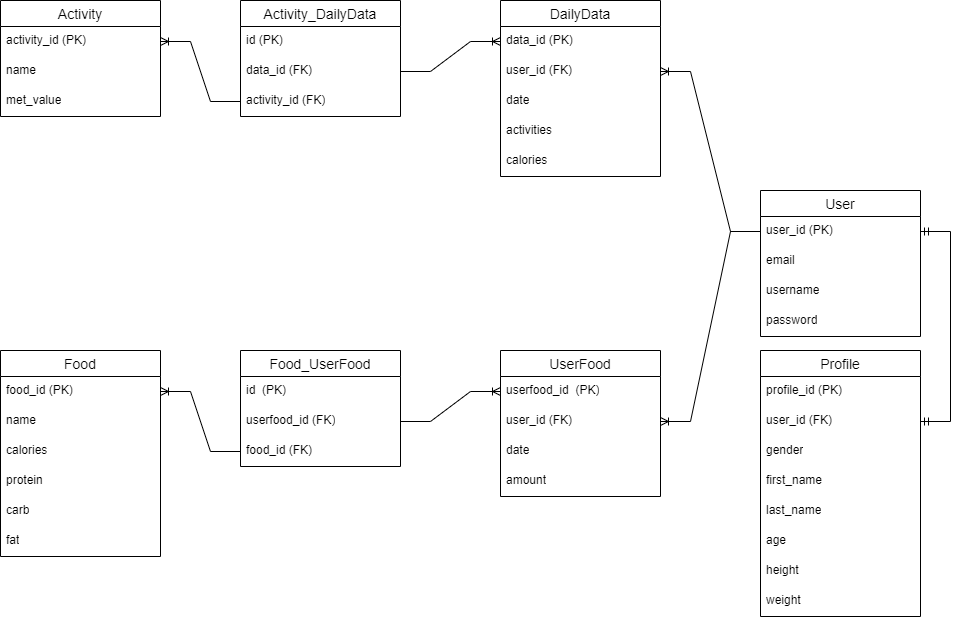 Activity
activity_id (PK)
name
met_value
Activity_DailyData
id (PK)
data_id (FK)
activity_id (FK)
DailyData
data_id (PK)
user_id (FK)
date
activities
calories
User
user_id (PK)
email
username
password
Food
food_id (PK)
name
calories
protein
carb
fat
Food_UserFood
id  (PK)
userfood_id (FK)
food_id (FK)
UserFood
userfood_id  (PK)
user_id (FK)
date
amount
Profile
profile_id (PK)
user_id (FK)
gender
first_name
last_name
age
height
weight